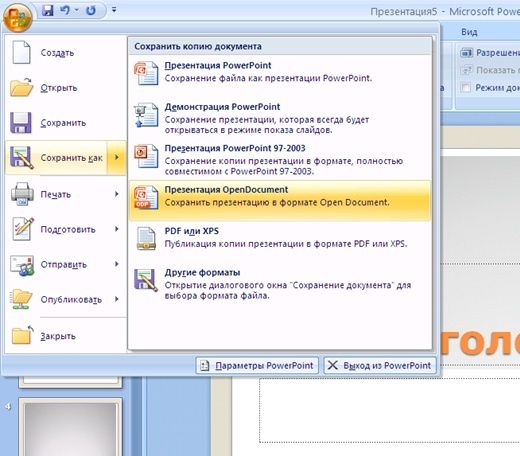 Презентация5 - Microsoft Power
Вид
Создать
Открыть
Сохранить
Сохранить как
Печать
Подготовить
Отправить
Опубликовать
Закрыть
Сохранить копию документа
Презентация PowerPoint
Сохранение файла как презентации PowerPoint.
Демонстрация PowerPoint
Сохранение презентации, которая всегда будет
открываться в режиме показа слайдов.
Презентация PowerPoint 97-2003
Сохранение копии презентации в формате, полностью
совместимом с PowerPoint 97-2003.
Презентация OpenDocument
Сохранить презентацию в формате Open Document.
PDF или XPS
Публикация копии презентации в формате PDF или XPS.
Другие форматы
Открытие диалогового окна "Сохранение документа" для
выбора формата файла.
Параметры PowerPoint
Выход из PowerPoint
Разрешени
Показать п
Режим док
а
голо
4